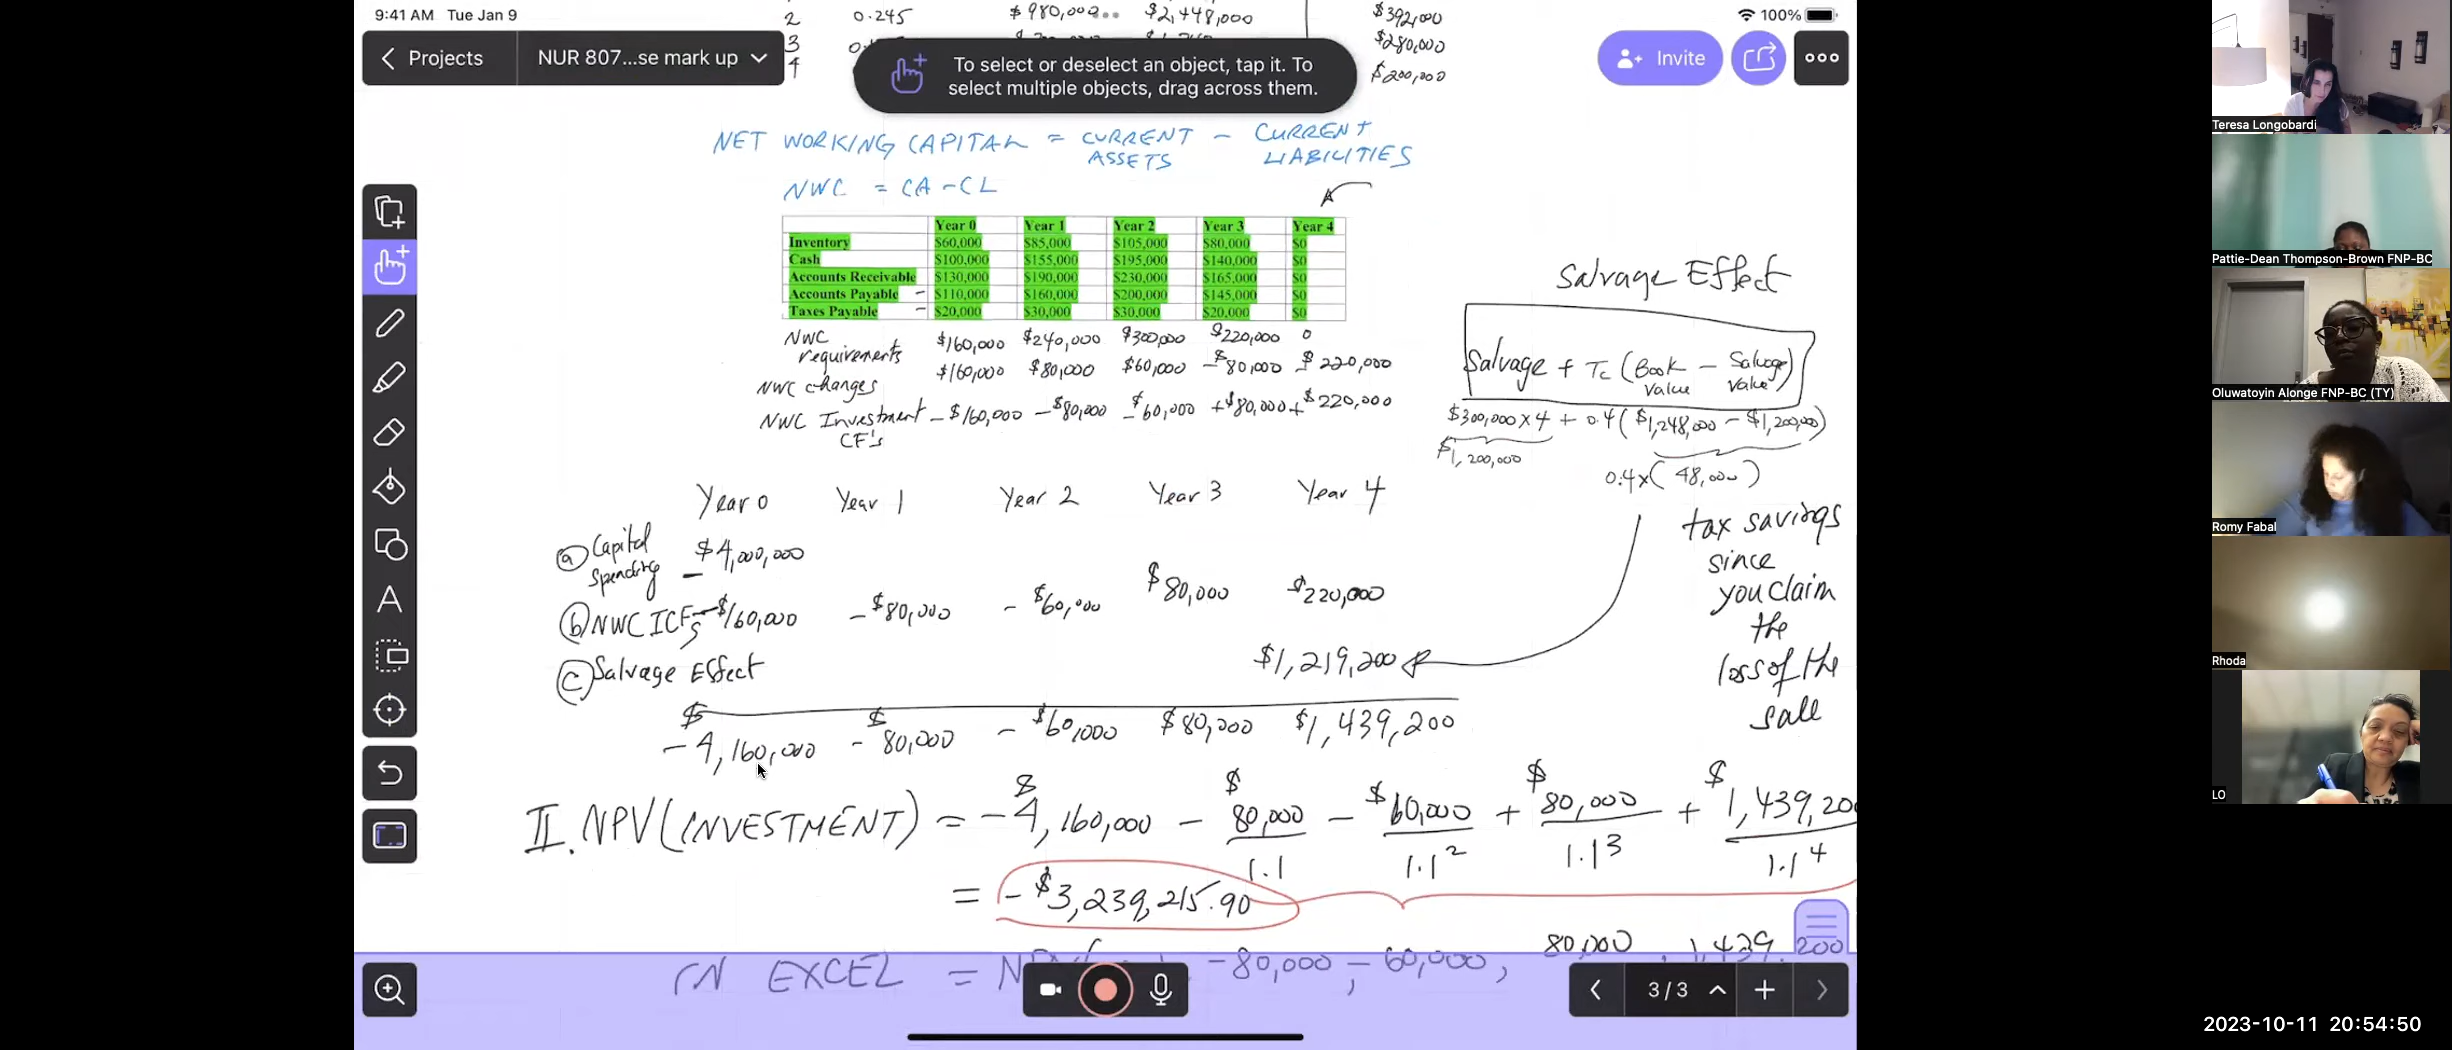 9:41 AM Tue Jan 9
100%
2 0.245 $980,000 $2,448,000 $392,000
3 $280,000
4 $200,000
Projects
NUR 807...se mark up
To select or deselect an object, tap it. To
select multiple objects, drag across them.
Invite
NET WORKING CAPITAL = CURRENT ASSETS - CURRENT LIABILITIES
NWC = CA - CL
Year 0 Year 1 Year 2 Year 3 Year 4
Inventory $60,000 $85,000 $105,000 $80,000 $0
Cash $100,000 $155,000 $195,000 $140,000 $0
Accounts Receivable $130,000 $190,000 $230,000 $165,000 $0
Accounts Payable - $110,000 $160,000 $200,000 $145,000 $0
Taxes Payable - $20,000 $30,000 $30,000 $20,000 $0
NWC requirements $160,000 $240,000 $300,000 $220,000 0
NWC changes $160,000 $80,000 $60,000 -$80,000 -$220,000
NWC Investment CF's -$160,000 -$80,000 -$60,000 +$80,000 +$220,000
Salvage Effect
Salvage + Tc (Book Value - Salvage Value)
$300,000 x 4 + 0.4 ($1,248,000 - $1,200,000)
$1,200,000
0.4x(48,000)
tax savings
since
you claim
the
loss of the
sale
Year 0 Year 1 Year 2 Year 3 Year 4
(a) Capital Spending -$4,000,000
(b) NWC ICF's -$160,000 -$80,000 -$60,000 $80,000 $220,000
(c) Salvage Effect $1,219,200
-$4,160,000 -$80,000 -$60,000 $80,000 $1,439,200
II. NPV (INVESTMENT) = -$4,160,000 - $80,000/1.1 - $60,000/1.1² + $80,000/1.1³ + $1,439,200/1.1⁴
= -$3,239,215.90
IN EXCEL = -80,000, -60,000, 80,000, 1,439,200
3/3
Teresa Longobardi
Pattie-Dean Thompson-Brown FNP-BC
Oluwatoyin Alonge FNP-BC (TY)
Romy Fabal
Rhoda
LO
2023-10-11 20:54:50